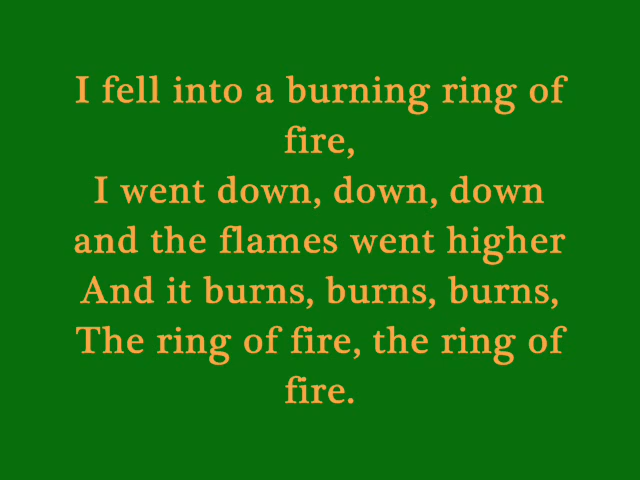 I fell into a burning ring of
fire,
I went down, down, down
and the flames went higher
And it burns, burns, burns,
The ring of fire, the ring of
fire.